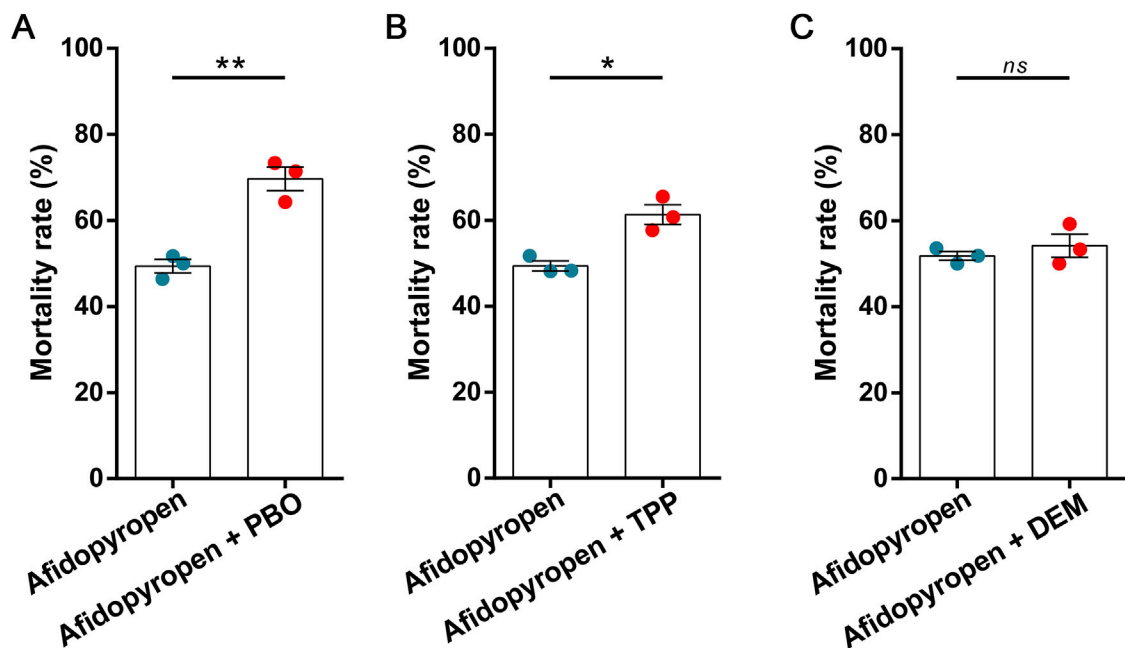 A
Mortality rate (%)
100
80
60
40
20
0
**
Afidopyropen
Afidopyropen + PBO
B
Mortality rate (%)
100
80
60
40
20
0
*
Afidopyropen
Afidopyropen + TPP
C
Mortality rate (%)
100
80
60
40
20
0
ns
Afidopyropen
Afidopyropen + DEM